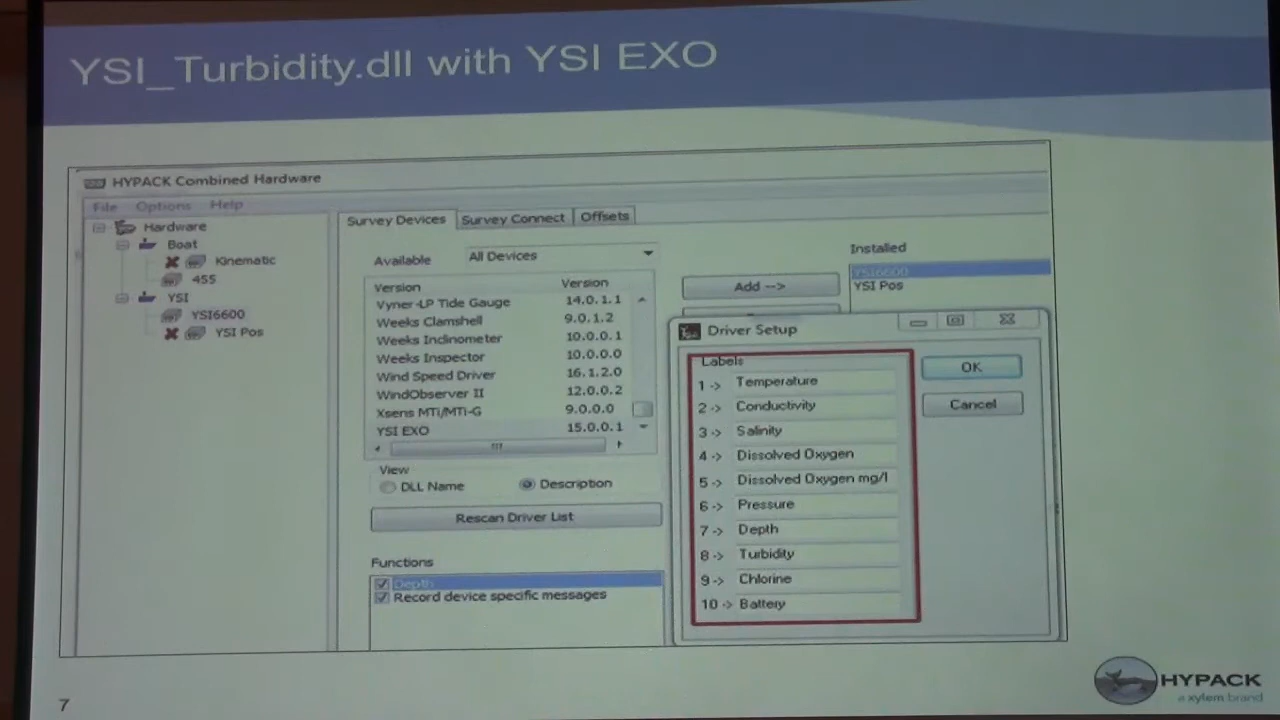 YSI_Turbidity.dll with YSI EXO
HYPACK Combined Hardware
File Options Help
Hardware
Boat
Kinematic
455
YSI
YSI6600
YSI Pos
Survey Devices Survey Connect Offsets
Available All Devices
Version Version
Vyner-LP Tide Gauge 14.0.1.1
Weeks Clamshell 9.0.1.2
Weeks Inclinometer 10.0.0.1
Weeks Inspector 10.0.0.0
Wind Speed Driver 16.1.2.0
WindObserver II 12.0.0.2
Xsens MTi/MTi-G 9.0.0.0
YSI EXO 15.0.0.1
View
DLL Name Description
Rescan Driver List
Functions
Depth
Record device specific messages
Add -->
Installed
YSI6600
YSI Pos
Driver Setup
Labels
1 -> Temperature
2 -> Conductivity
3 -> Salinity
4 -> Dissolved Oxygen
5 -> Dissolved Oxygen mg/l
6 -> Pressure
7 -> Depth
8 -> Turbidity
9 -> Chlorine
10 -> Battery
OK
Cancel
7
HYPACK
a xylem brand